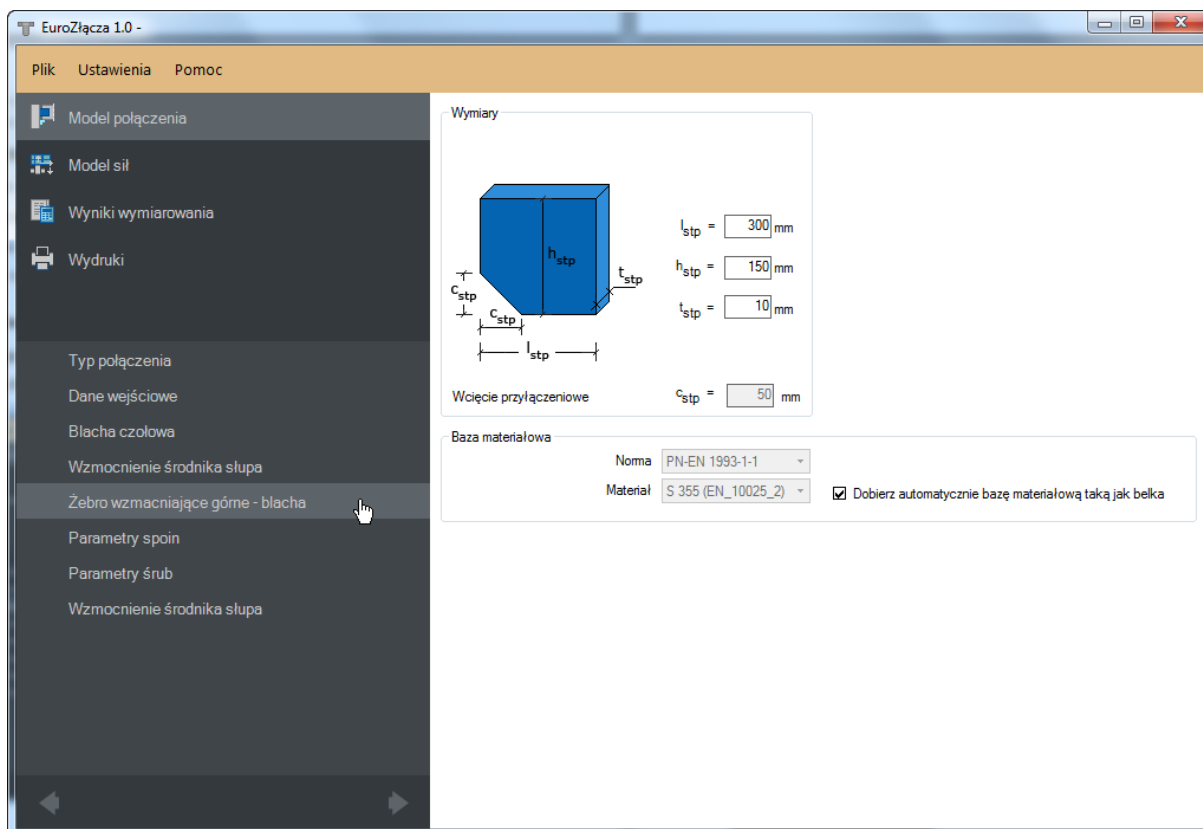 EuroZłącza 1.0 -
Plik Ustawienia Pomoc
Model połączenia
Model sił
Wyniki wymiarowania
Wydruki
Typ połączenia
Dane wejściowe
Blacha czołowa
Wzmocnienie środnika słupa
Żebro wzmacniające górne - blacha
Parametry spoin
Parametry śrub
Wzmocnienie środnika słupa
Wymiary
hstp
tstp
cstp
cstp
lstp
lstp = 300 mm
hstp = 150 mm
tstp = 10 mm
Wcięcie przyłączeniowe cstp = 50 mm
Baza materiałowa
Norma PN-EN 1993-1-1
Materiał S 355 (EN_10025_2) Dobierz automatycznie bazę materiałową taką jak belka